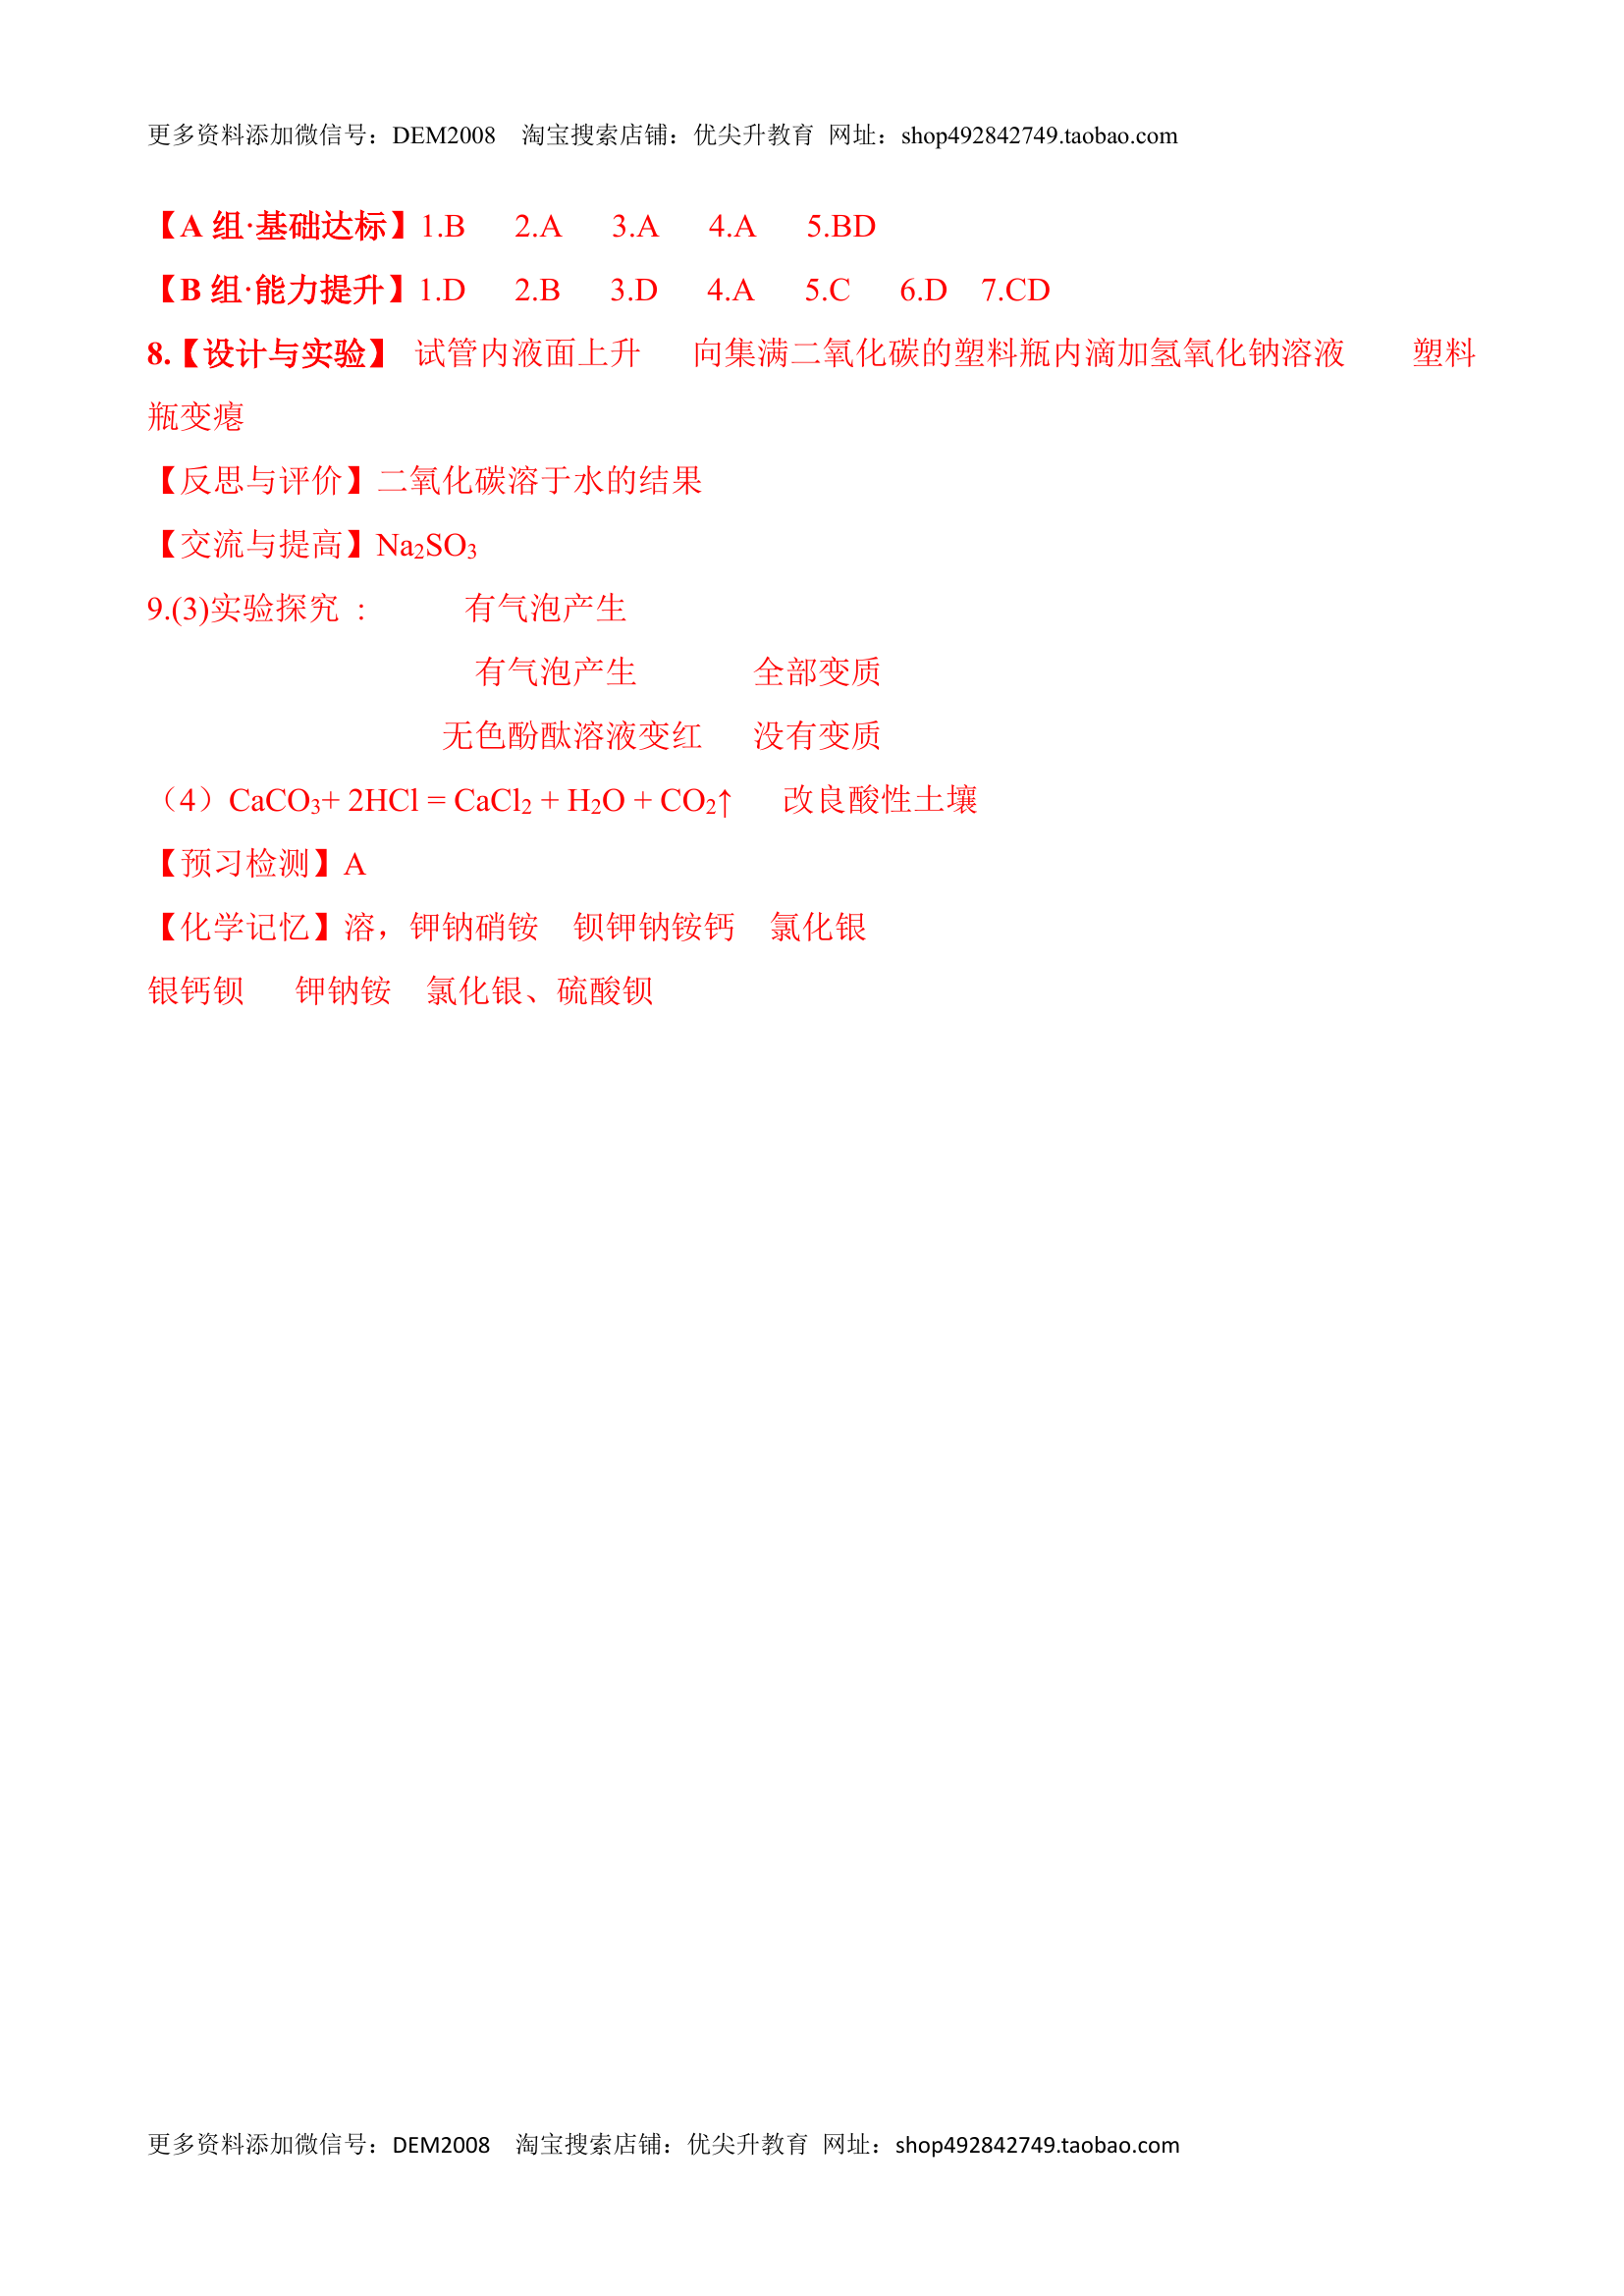 更多资料添加微信号：DEM2008 淘宝搜索店铺：优尖升教育 网址：shop492842749.taobao.com
【A 组·基础达标】1.B 2.A 3.A 4.A 5.BD
【B 组·能力提升】1.D 2.B 3.D 4.A 5.C 6.D 7.CD
8.【设计与实验】 试管内液面上升 向集满二氧化碳的塑料瓶内滴加氢氧化钠溶液 塑料
瓶变瘪
【反思与评价】二氧化碳溶于水的结果
【交流与提高】Na₂SO₃
9.(3)实验探究 ： 有气泡产生
有气泡产生 全部变质
无色酚酞溶液变红 没有变质
（4）CaCO₃+ 2HCl = CaCl₂ + H₂O + CO₂↑ 改良酸性土壤
【预习检测】A
【化学记忆】溶，钾钠硝铵 钡钾钠铵钙 氯化银
银钙钡 钾钠铵 氯化银、硫酸钡
更多资料添加微信号：DEM2008 淘宝搜索店铺：优尖升教育 网址：shop492842749.taobao.com